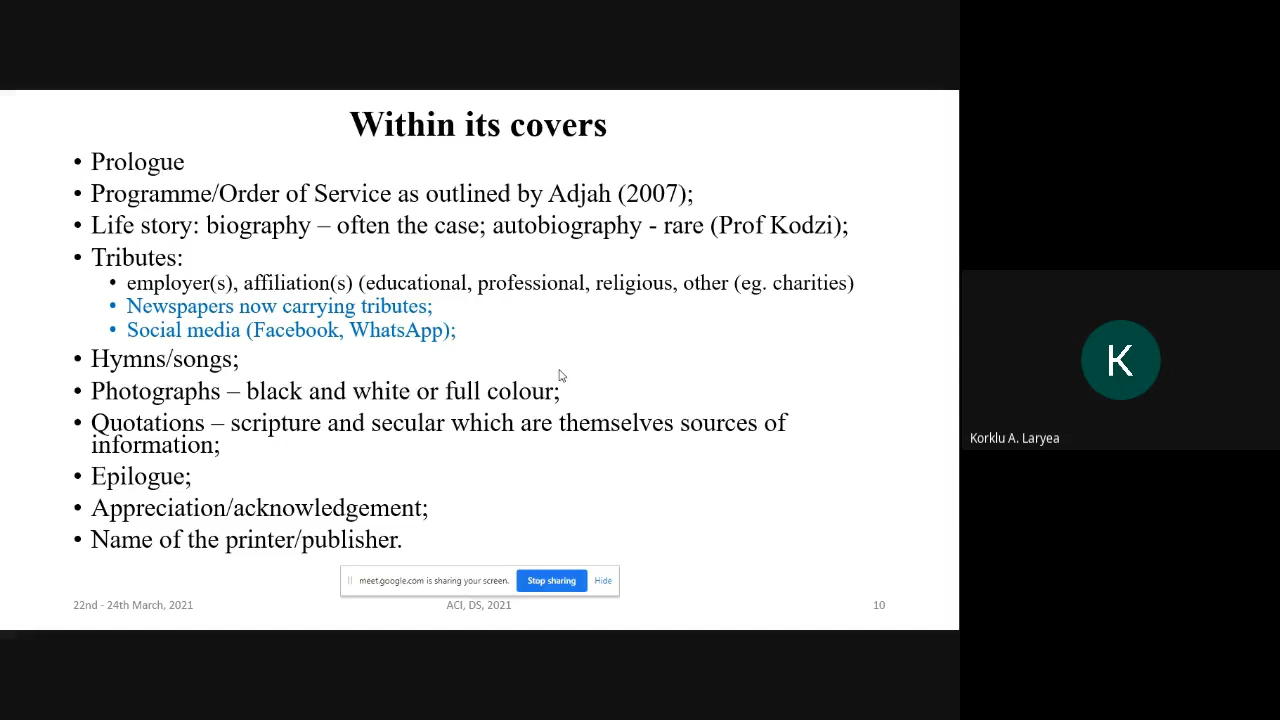 Within its covers
• Prologue
• Programme/Order of Service as outlined by Adjah (2007);
• Life story: biography – often the case; autobiography - rare (Prof Kodzi);
• Tributes:
• employer(s), affiliation(s) (educational, professional, religious, other (eg. charities)
• Newspapers now carrying tributes;
• Social media (Facebook, WhatsApp);
• Hymns/songs;
• Photographs – black and white or full colour;
• Quotations – scripture and secular which are themselves sources of
information;
• Epilogue;
• Appreciation/acknowledgement;
• Name of the printer/publisher.
meet.google.com is sharing your screen. Stop sharing Hide
22nd - 24th March, 2021 ACI, DS, 2021 10
K
Korklu A. Laryea